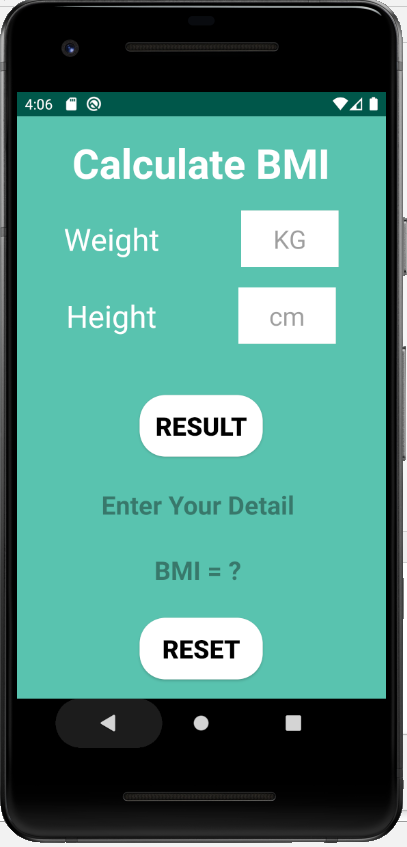 4:06
Calculate BMI
Weight KG
Height cm
RESULT
Enter Your Detail
BMI = ?
RESET